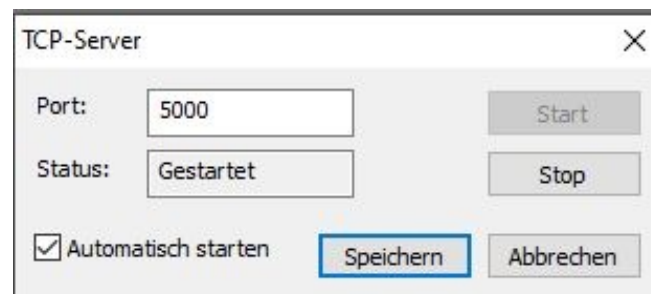 TCP-Server
Port: 5000 Start
Status: Gestartet Stop
Automatisch starten Speichern Abbrechen